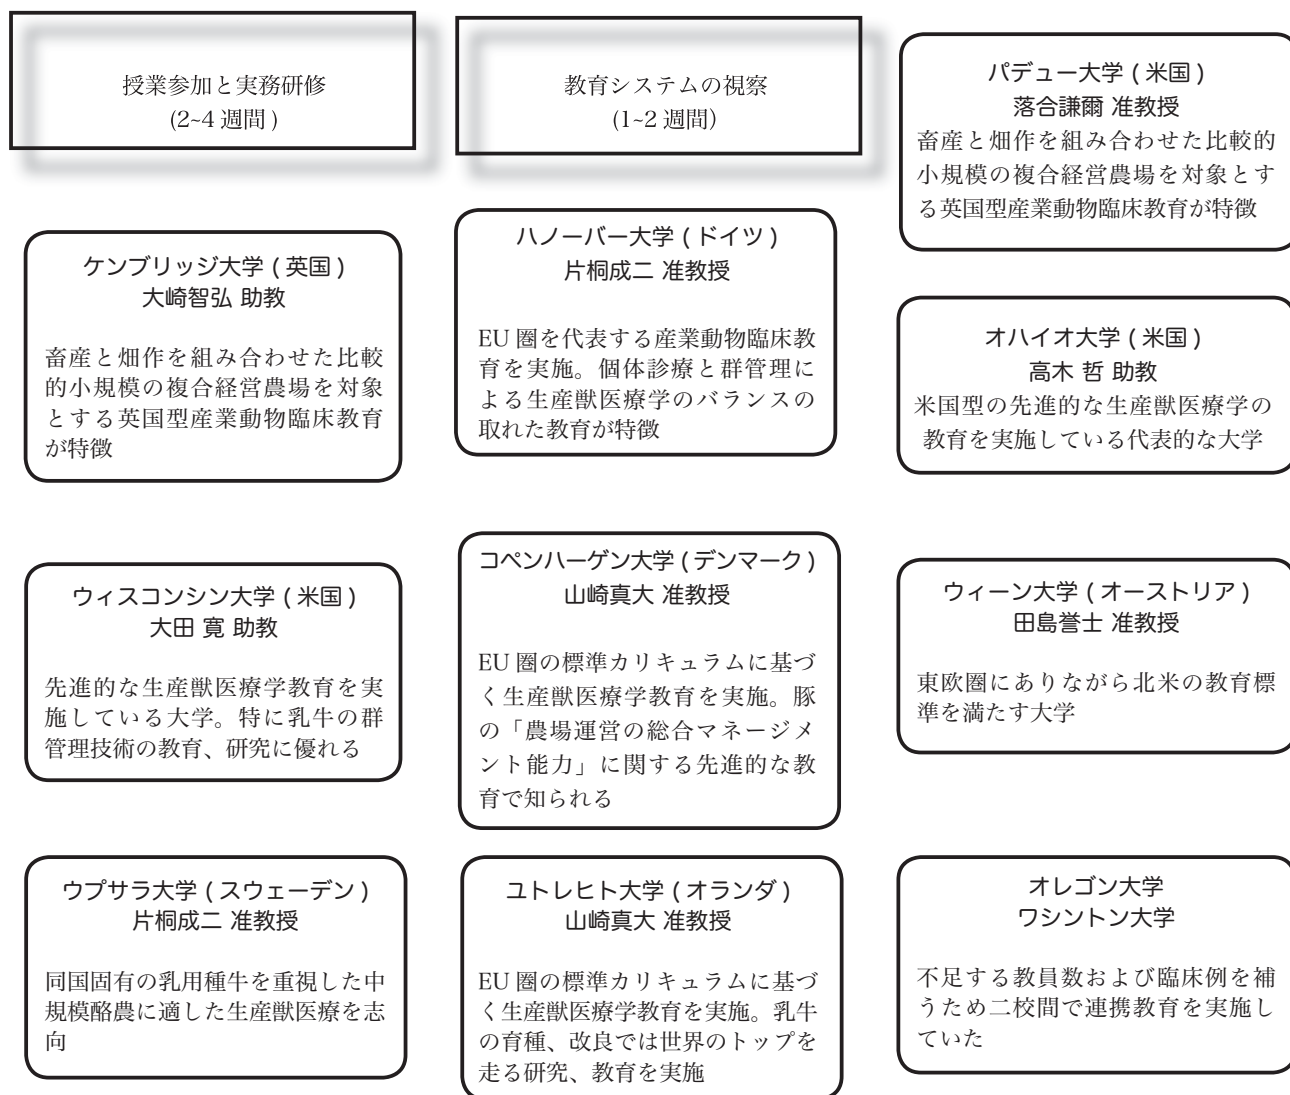 授業参加と実務研修
(2~4 週間 )
ケンブリッジ大学 ( 英国 )
大崎智弘 助教
畜産と畑作を組み合わせた比較
的小規模の複合経営農場を対象
とする英国型産業動物臨床教育
が特徴
ウィスコンシン大学 ( 米国 )
大田 寛 助教
先進的な生産獣医療学教育を実
施している大学。特に乳牛の群
管理技術の教育、研究に優れる
ウプサラ大学 ( スウェーデン )
片桐成二 准教授
同国固有の乳用種牛を重視した中
規模酪農に適した生産獣医療を志
向
教育システムの視察
(1~2 週間)
ハノーバー大学 ( ドイツ )
片桐成二 准教授
EU 圏を代表する産業動物臨床教
育を実施。個体診療と群管理に
よる生産獣医療学のバランスの
取れた教育が特徴
コペンハーゲン大学 ( デンマーク )
山崎真大 准教授
EU 圏の標準カリキュラムに基づ
く生産獣医療学教育を実施。豚
の「農場運営の総合マネージメ
ント能力」に関する先進的な教
育で知られる
ユトレヒト大学 ( オランダ )
山崎真大 准教授
EU 圏の標準カリキュラムに基づ
く生産獣医療学教育を実施。乳牛
の育種、改良では世界のトップを
走る研究、教育を実施
パデュー大学 ( 米国 )
落合謙爾 准教授
畜産と畑作を組み合わせた比較的
小規模の複合経営農場を対象とす
る英国型産業動物臨床教育が特徴
オハイオ大学 ( 米国 )
高木 哲 助教
米国型の先進的な生産獣医療学の
教育を実施している代表的な大学
ウィーン大学 ( オーストリア )
田島誉士 准教授
東欧圏にありながら北米の教育標
準を満たす大学
オレゴン大学
ワシントン大学
不足する教員数および臨床例を補
うため二校間で連携教育を実施し
ていた